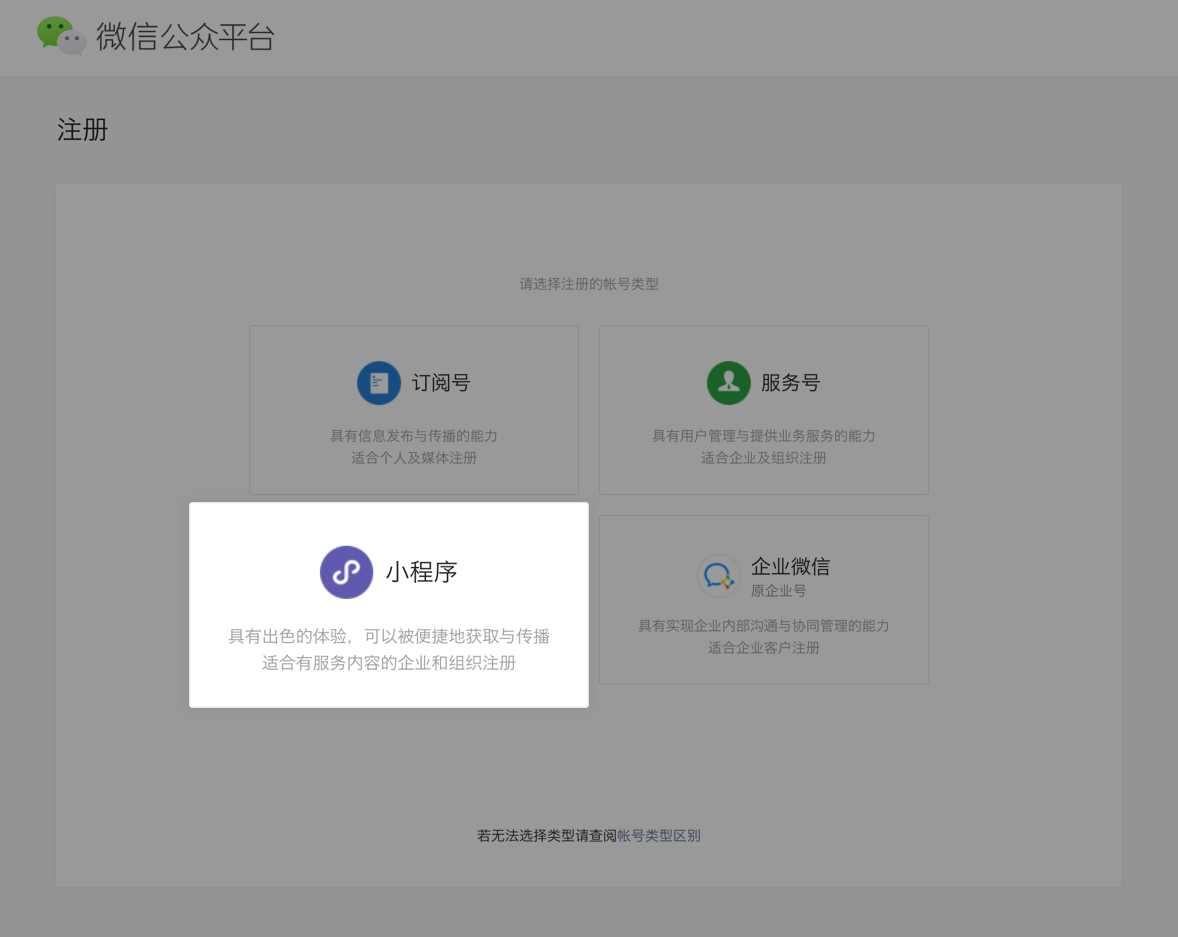 微信公众平台
注册
请选择注册的帐号类型
订阅号
具有信息发布与传播的能力
适合个人及媒体注册
服务号
具有用户管理与提供业务服务的能力
适合企业及组织注册
小程序
具有出色的体验，可以被便捷地获取与传播
适合有服务内容的企业和组织注册
企业微信
原企业号
具有实现企业内部沟通与协同管理的能力
适合企业客户注册
若无法选择类型请查阅帐号类型区别